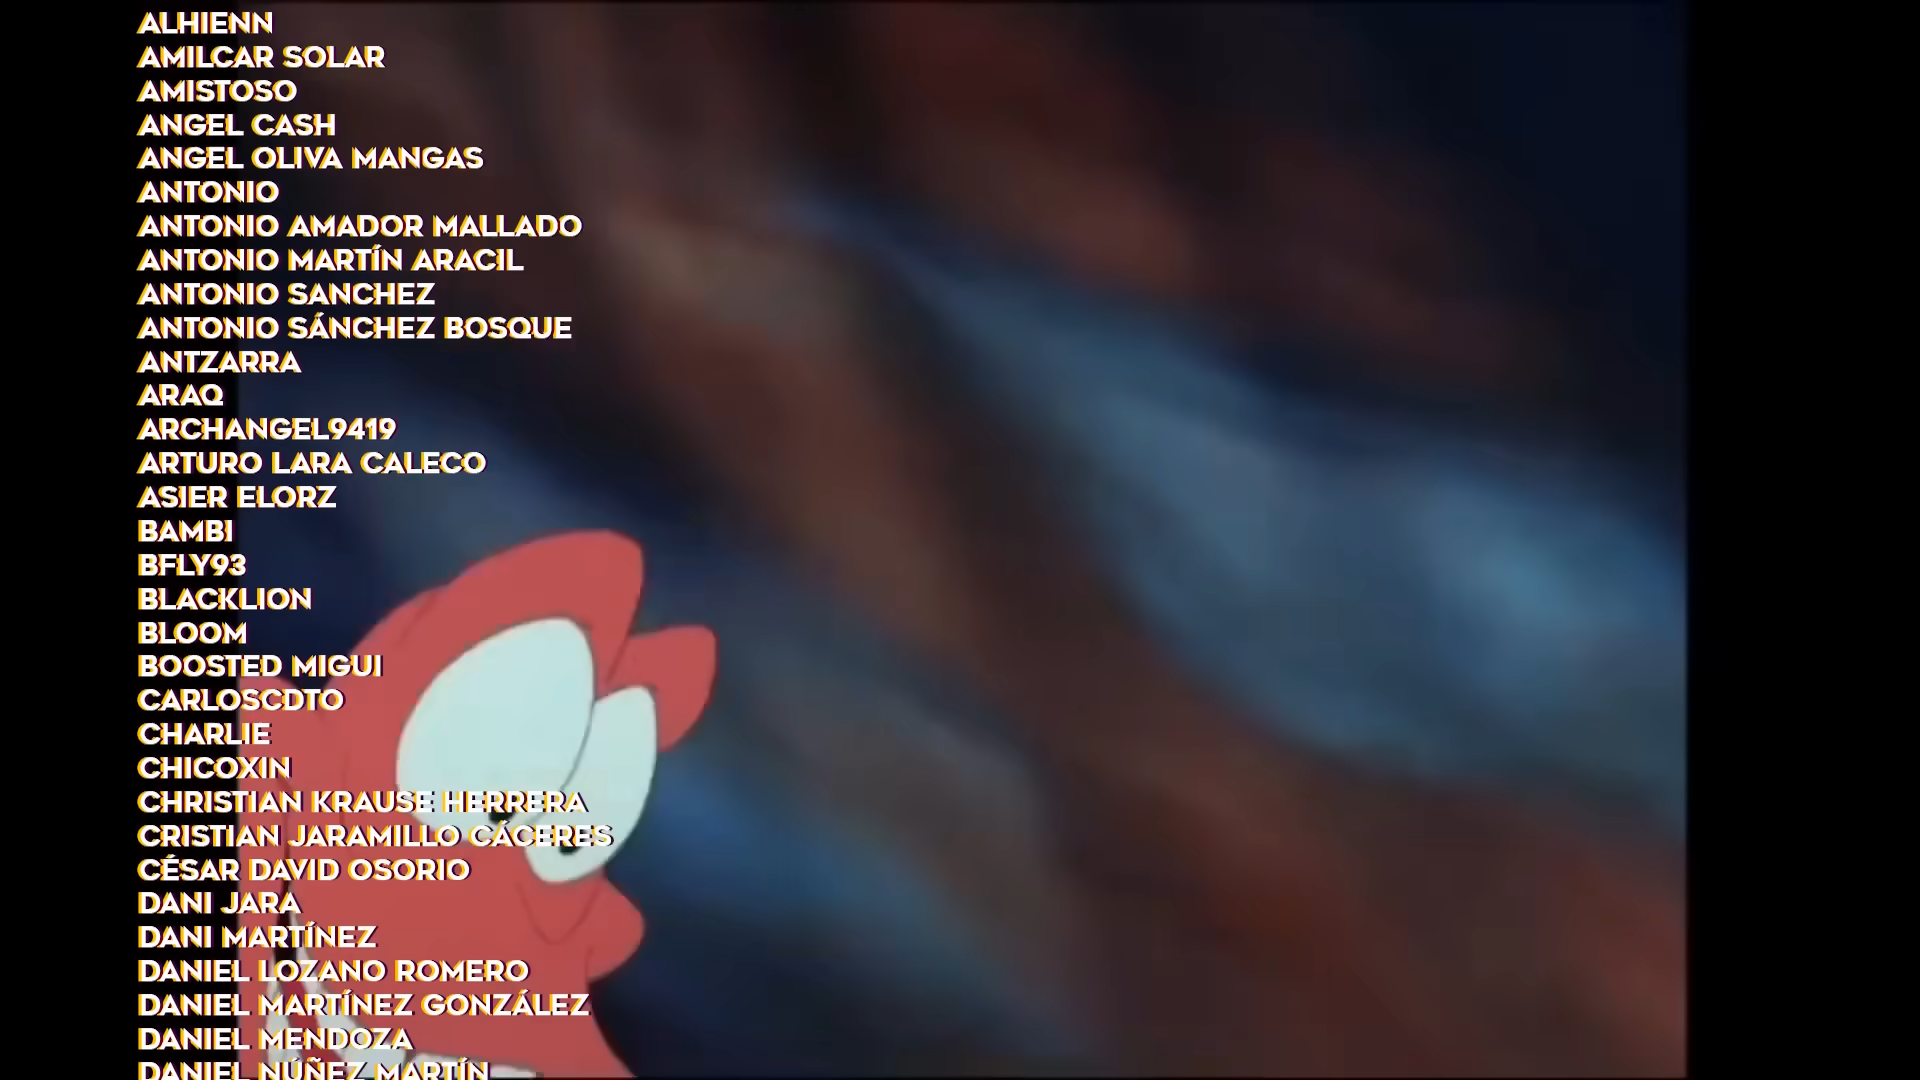 ALHIENN
AMILCAR SOLAR
AMISTOSO
ANGEL CASH
ANGEL OLIVA MANGAS
ANTONIO
ANTONIO AMADOR MALLADO
ANTONIO MARTÍN ARACIL
ANTONIO SANCHEZ
ANTONIO SÁNCHEZ BOSQUE
ANTZARRA
ARAQ
ARCHANGEL9419
ARTURO LARA CALECO
ASIER ELORZ
BAMBI
BFLY93
BLACKLION
BLOOM
BOOSTED MIGUI
CARLOSCDTO
CHARLIE
CHICOXIN
CHRISTIAN KRAUSE HERRERA
CRISTIAN JARAMILLO CÁCERES
CÉSAR DAVID OSORIO
DANI JARA
DANI MARTÍNEZ
DANIEL LOZANO ROMERO
DANIEL MARTÍNEZ GONZÁLEZ
DANIEL MENDOZA
DANIEL NÚÑEZ MARTÍN